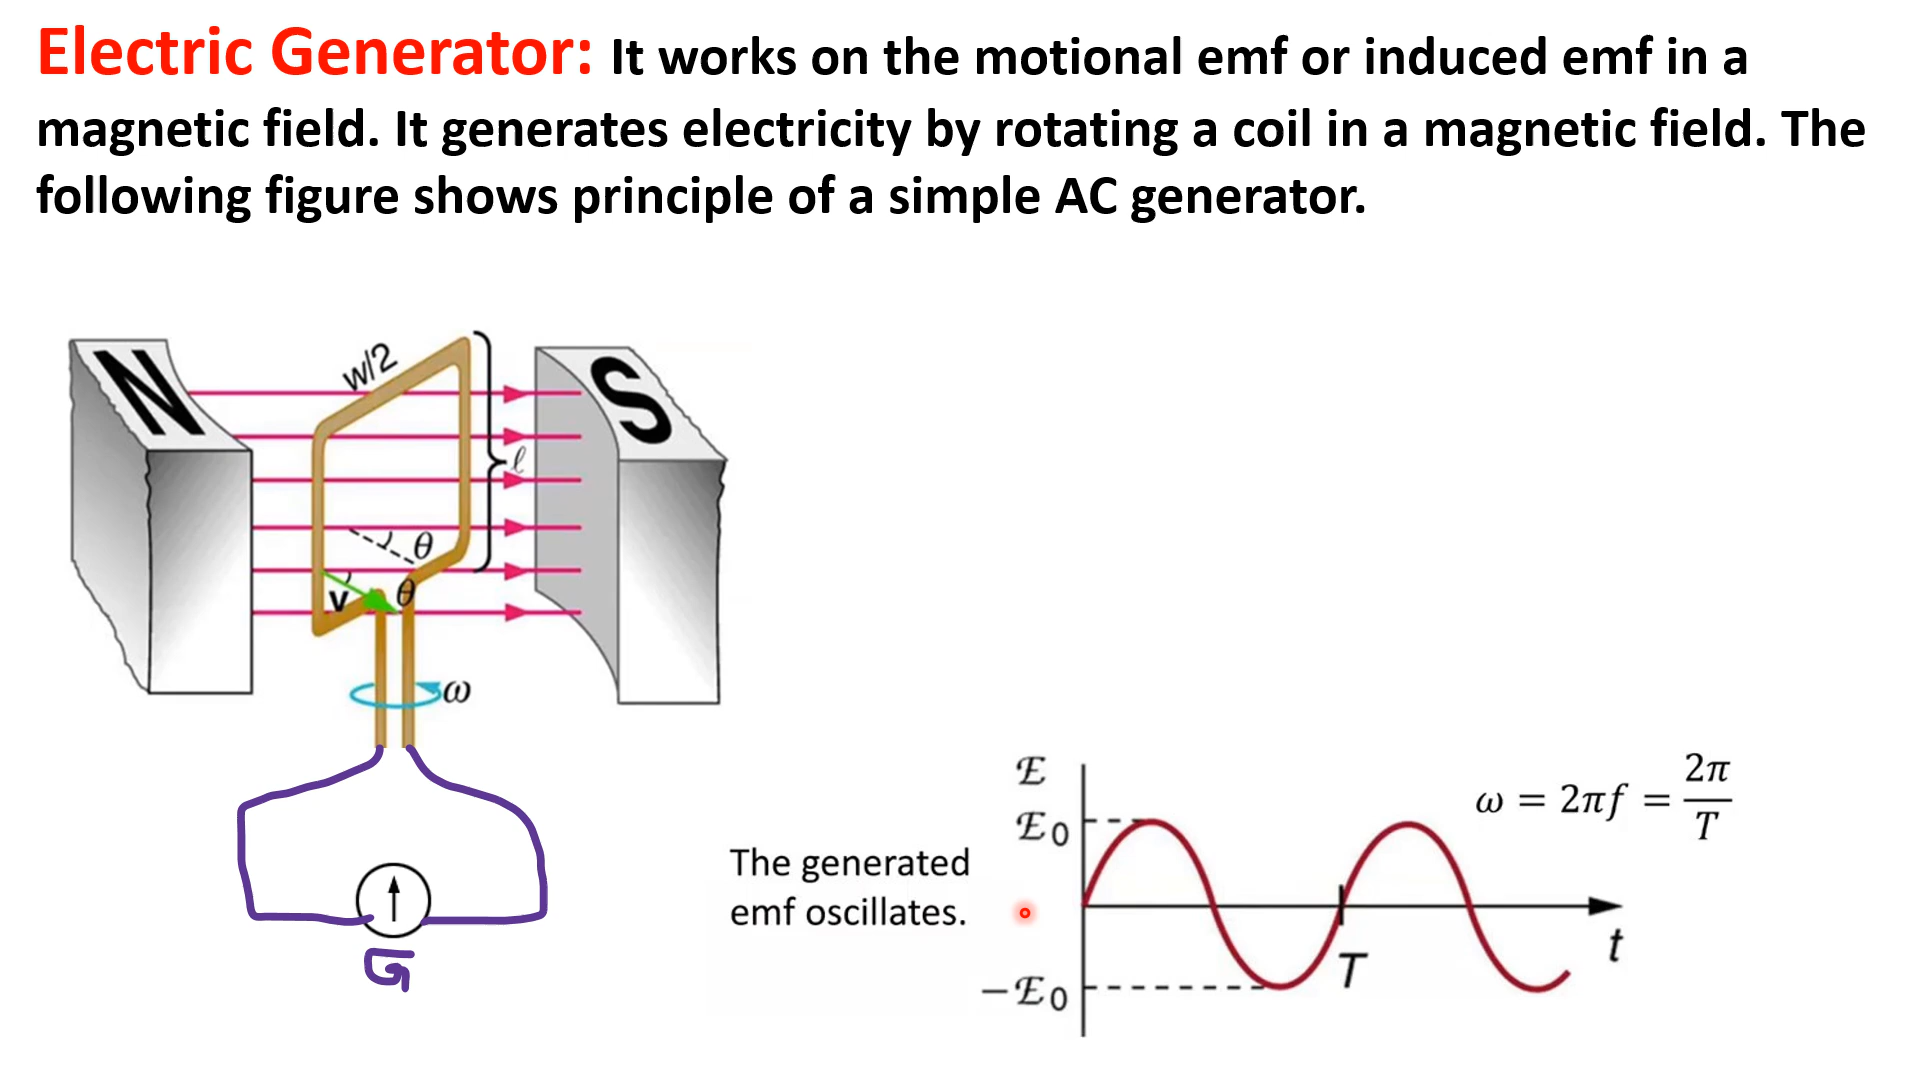 Electric Generator: It works on the motional emf or induced emf in a
magnetic field. It generates electricity by rotating a coil in a magnetic field. The
following figure shows principle of a simple AC generator.
N
w/2
S
ℓ
θ
v
θ
ω
G
The generated
emf oscillates.
ℰ
ℰ0
−ℰ0
T
t
ω = 2πf = 2π/T